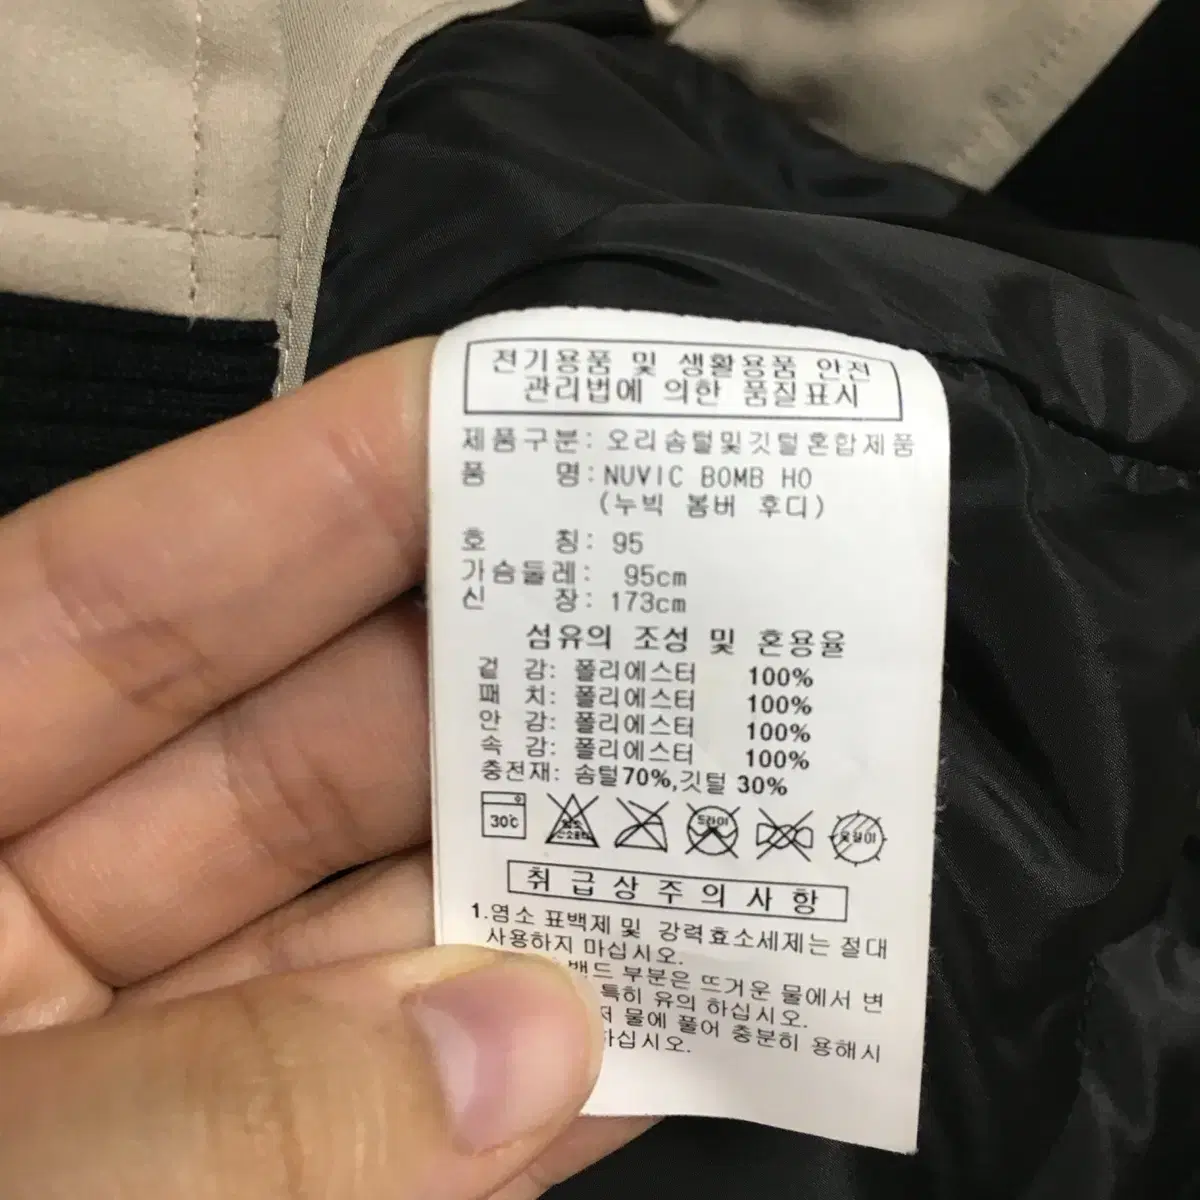 전기용품 및 생활용품 안전
관리법에 의한 품질표시
제품구분: 오리솜털및깃털혼합제품
품 명: NUVIC BOMB HO
(누빅 봄버 후디)
호 칭: 95
가슴둘레: 95cm
신 장: 173cm
섬유의 조성 및 혼용율
겉 감: 폴리에스터 100%
패 치: 폴리에스터 100%
안 감: 폴리에스터 100%
속 감: 폴리에스터 100%
충전재: 솜털70%,깃털 30%
30℃ 드라이 옷걸이
취급상주의사항
1.염소 표백제 및 강력효소세제는 절대
사용하지 마십시오.
밴드 부분은 뜨거운 물에서 변
특히 유의 하십시오.
물에 풀어 충분히 용해시
하십시오.